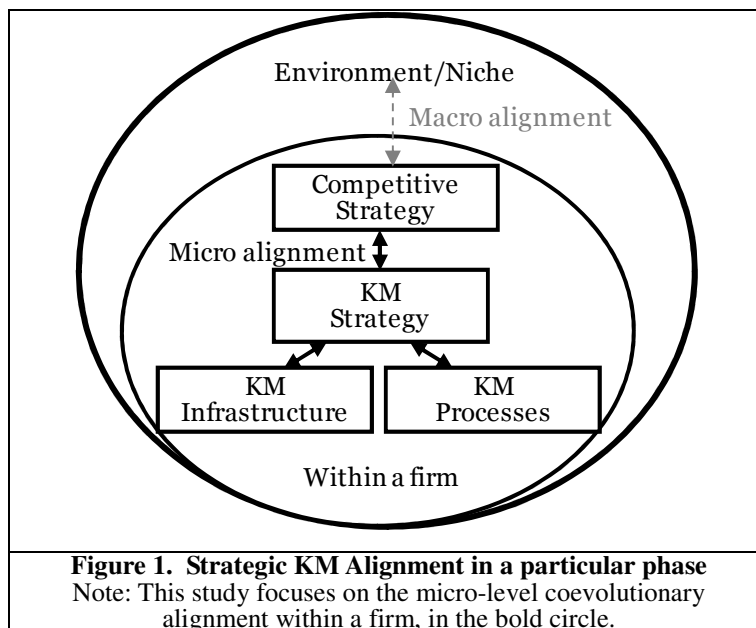 Environment/Niche
Macro alignment
Competitive
Strategy
Micro alignment
KM
Strategy
KM
Infrastructure
KM
Processes
Within a firm
Figure 1. Strategic KM Alignment in a particular phase
Note: This study focuses on the micro-level coevolutionary
alignment within a firm, in the bold circle.